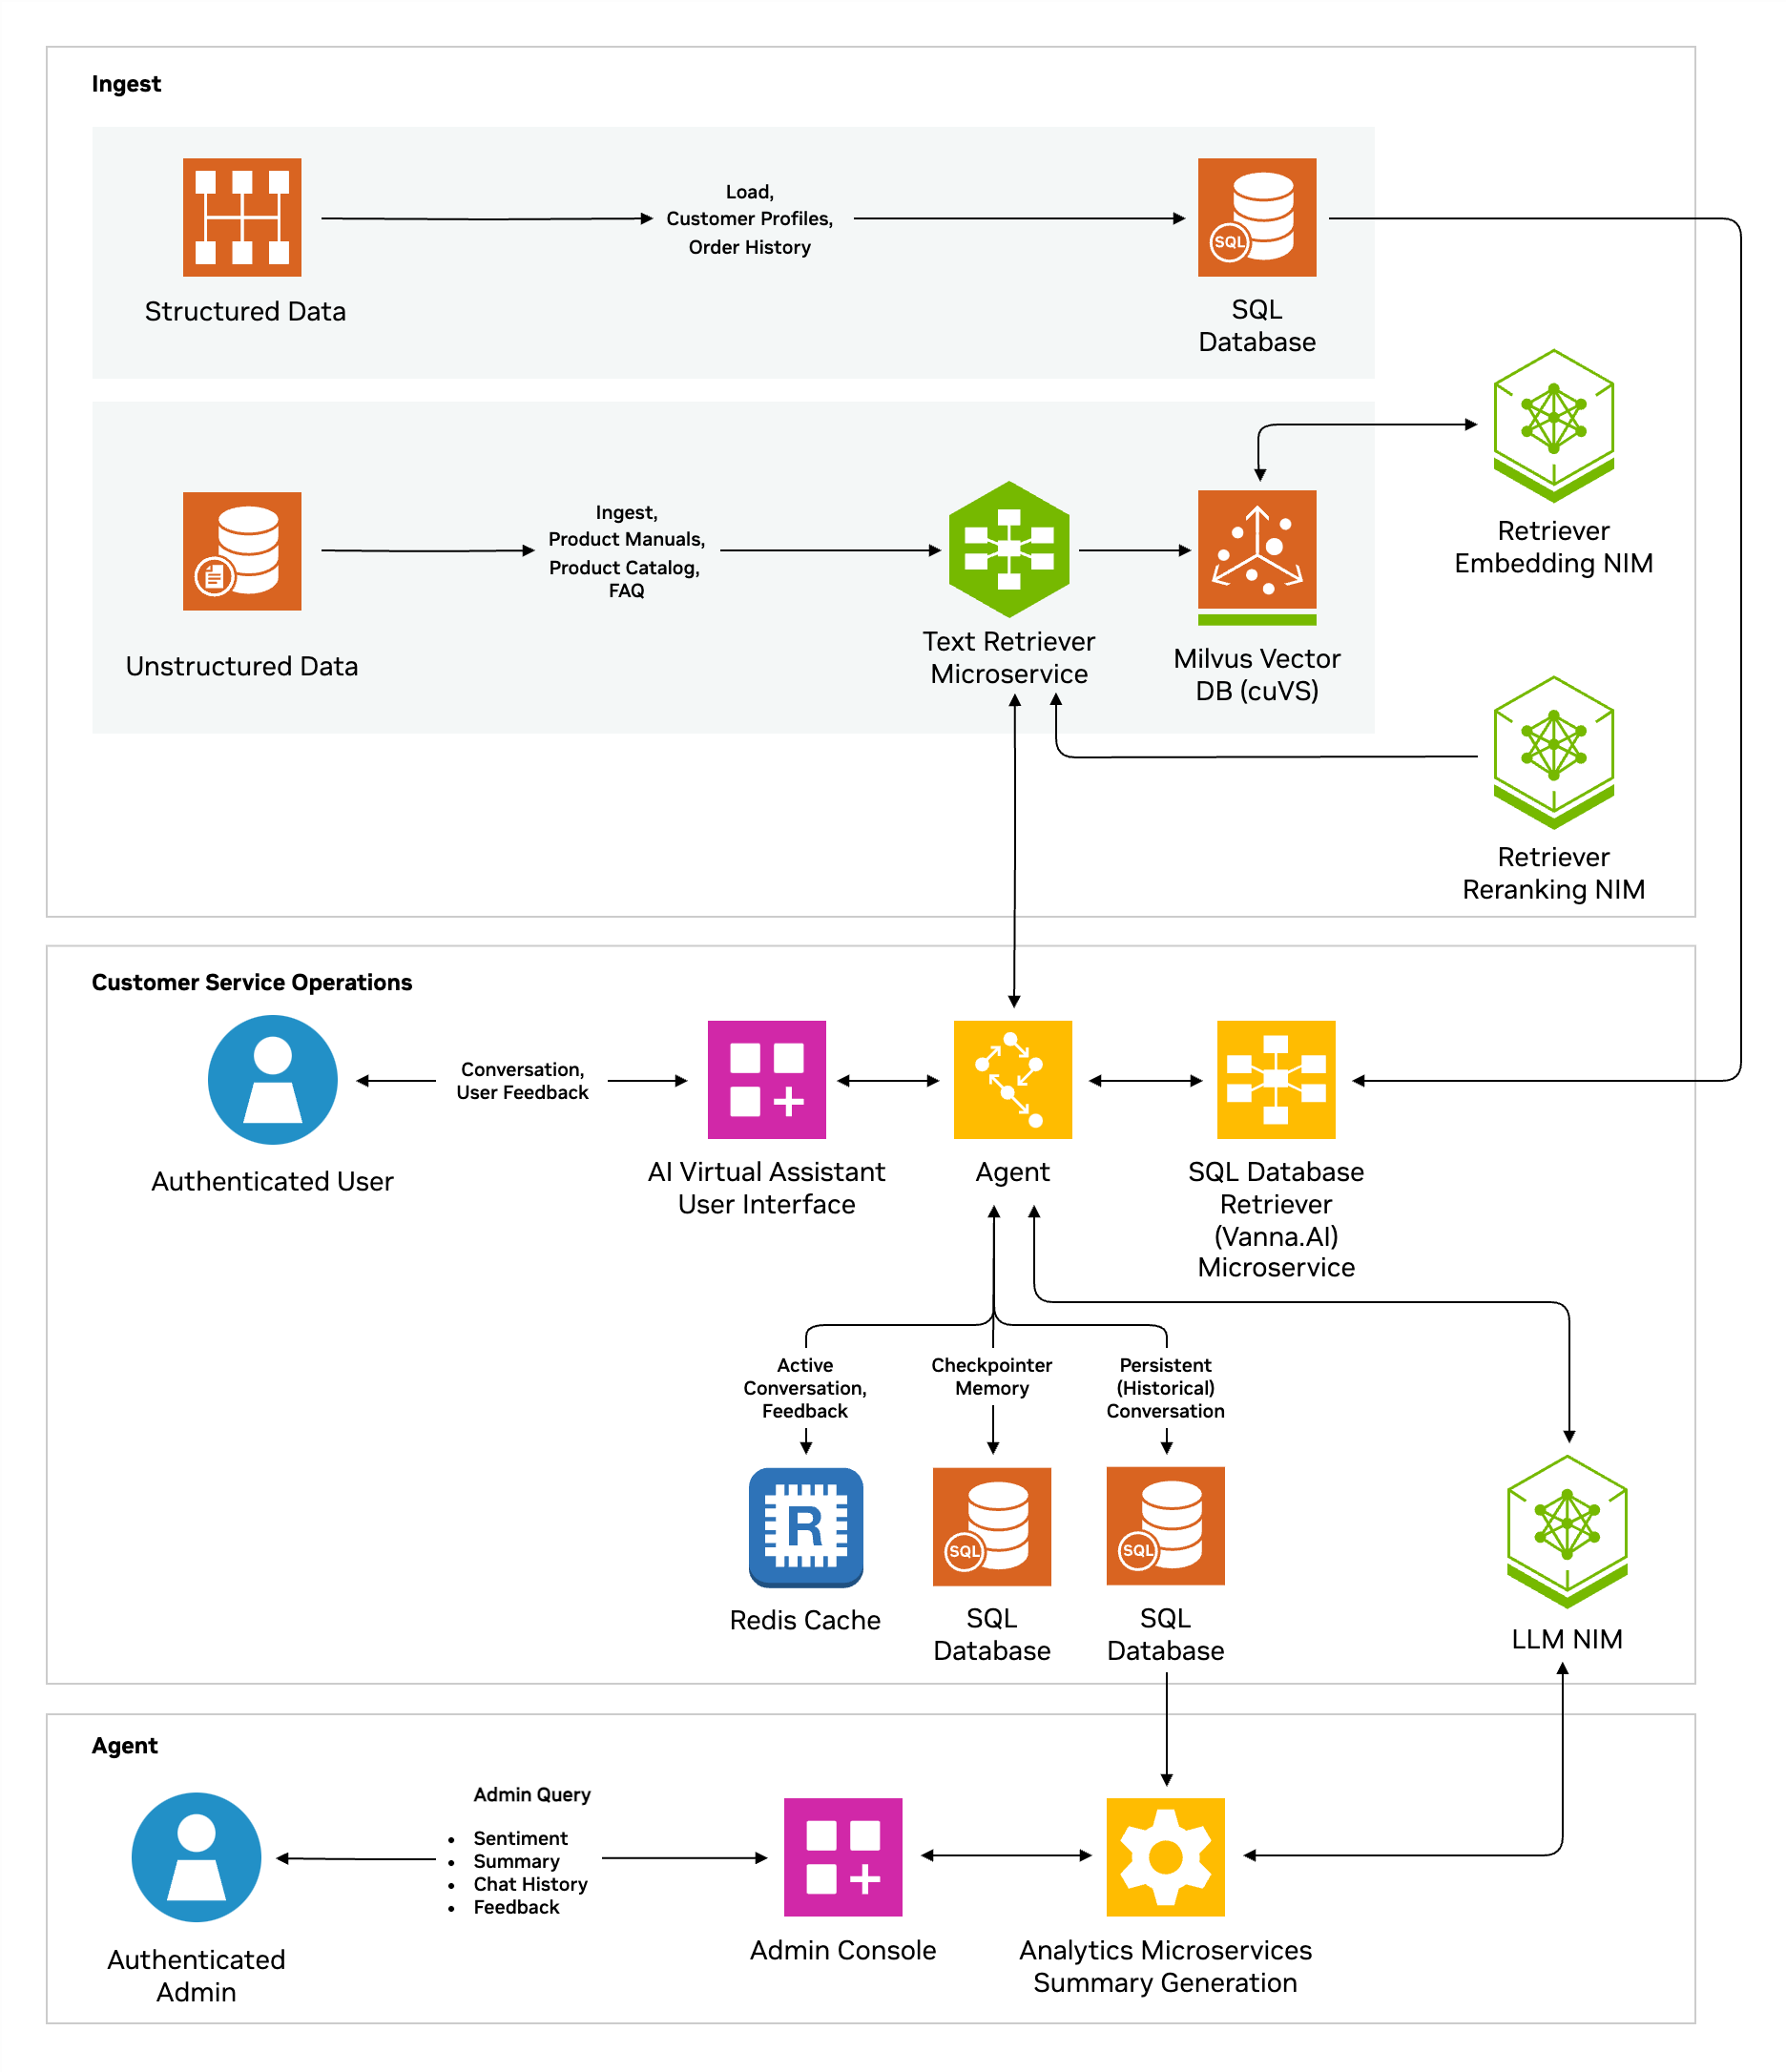 Ingest
Load,
Customer Profiles,
Order History
SQL
Structured Data
SQL
Database
Ingest,
Product Manuals,
Product Catalog,
FAQ
Retriever
Embedding NIM
Unstructured Data
Text Retriever
Microservice
Milvus Vector
DB (cuVS)
Retriever
Reranking NIM
Customer Service Operations
Conversation,
User Feedback
Authenticated User
AI Virtual Assistant
User Interface
Agent
SQL Database
Retriever
(Vanna.AI)
Microservice
Active
Conversation,
Feedback
Checkpointer
Memory
Persistent
(Historical)
Conversation
R
SQL
SQL
Redis Cache
SQL
Database
SQL
Database
LLM NIM
Agent
Admin Query
• Sentiment
• Summary
• Chat History
• Feedback
Authenticated
Admin
Admin Console
Analytics Microservices
Summary Generation